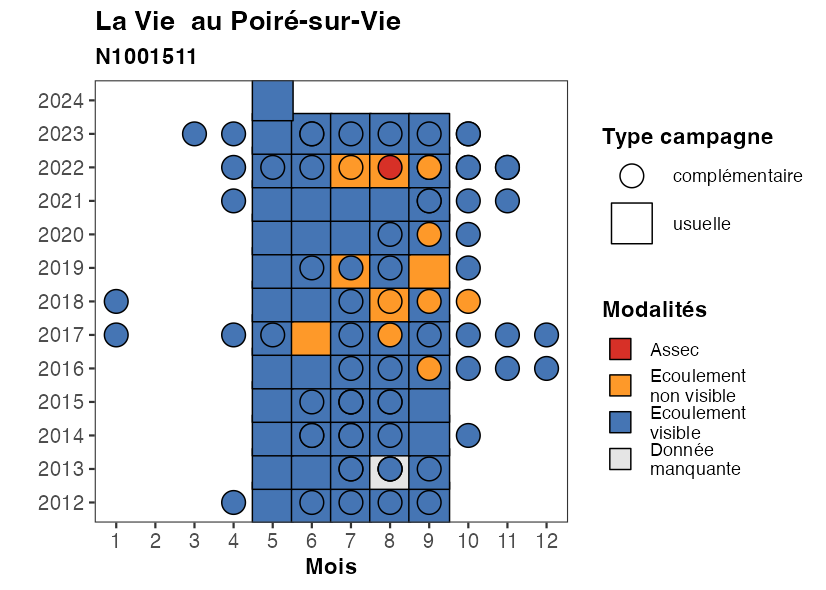 La Vie  au Poiré-sur-Vie
N1001511
2024
2023
2022
2021
2020
2019
2018
2017
2016
2015
2014
2013
2012
1 2 3 4 5 6 7 8 9 10 11 12
Mois
Type campagne
complémentaire
usuelle
Modalités
Assec
Ecoulement
non visible
Ecoulement
visible
Donnée
manquante